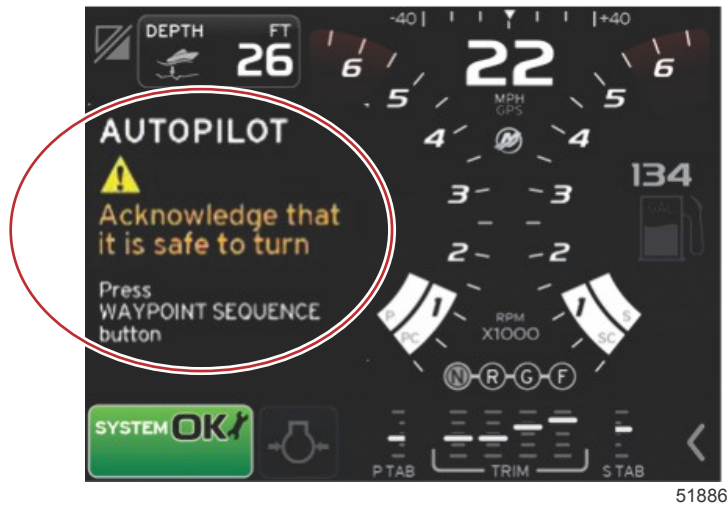 DEPTH FT
26
-40 +40
22
MPH
GPS
6 6
5 5
4 4
3 3
2 2
1 1
P PC
S SC
RPM
X1000
N R G F
134
GAL
AUTOPILOT
Acknowledge that
it is safe to turn
Press
WAYPOINT SEQUENCE
button
SYSTEM OK
P TAB TRIM S TAB
51886